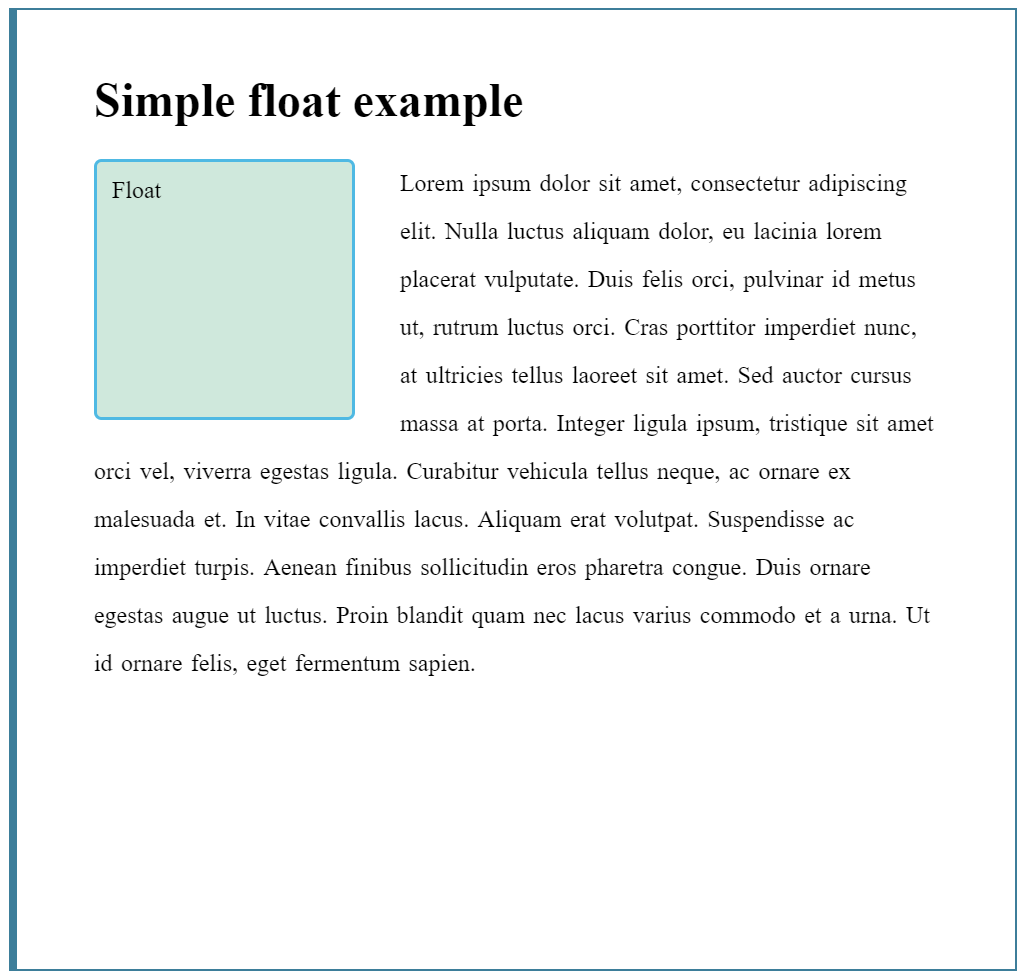 Simple float example
Float
Lorem ipsum dolor sit amet, consectetur adipiscing
elit. Nulla luctus aliquam dolor, eu lacinia lorem
placerat vulputate. Duis felis orci, pulvinar id metus
ut, rutrum luctus orci. Cras porttitor imperdiet nunc,
at ultricies tellus laoreet sit amet. Sed auctor cursus
massa at porta. Integer ligula ipsum, tristique sit amet
orci vel, viverra egestas ligula. Curabitur vehicula tellus neque, ac ornare ex
malesuada et. In vitae convallis lacus. Aliquam erat volutpat. Suspendisse ac
imperdiet turpis. Aenean finibus sollicitudin eros pharetra congue. Duis ornare
egestas augue ut luctus. Proin blandit quam nec lacus varius commodo et a urna. Ut
id ornare felis, eget fermentum sapien.